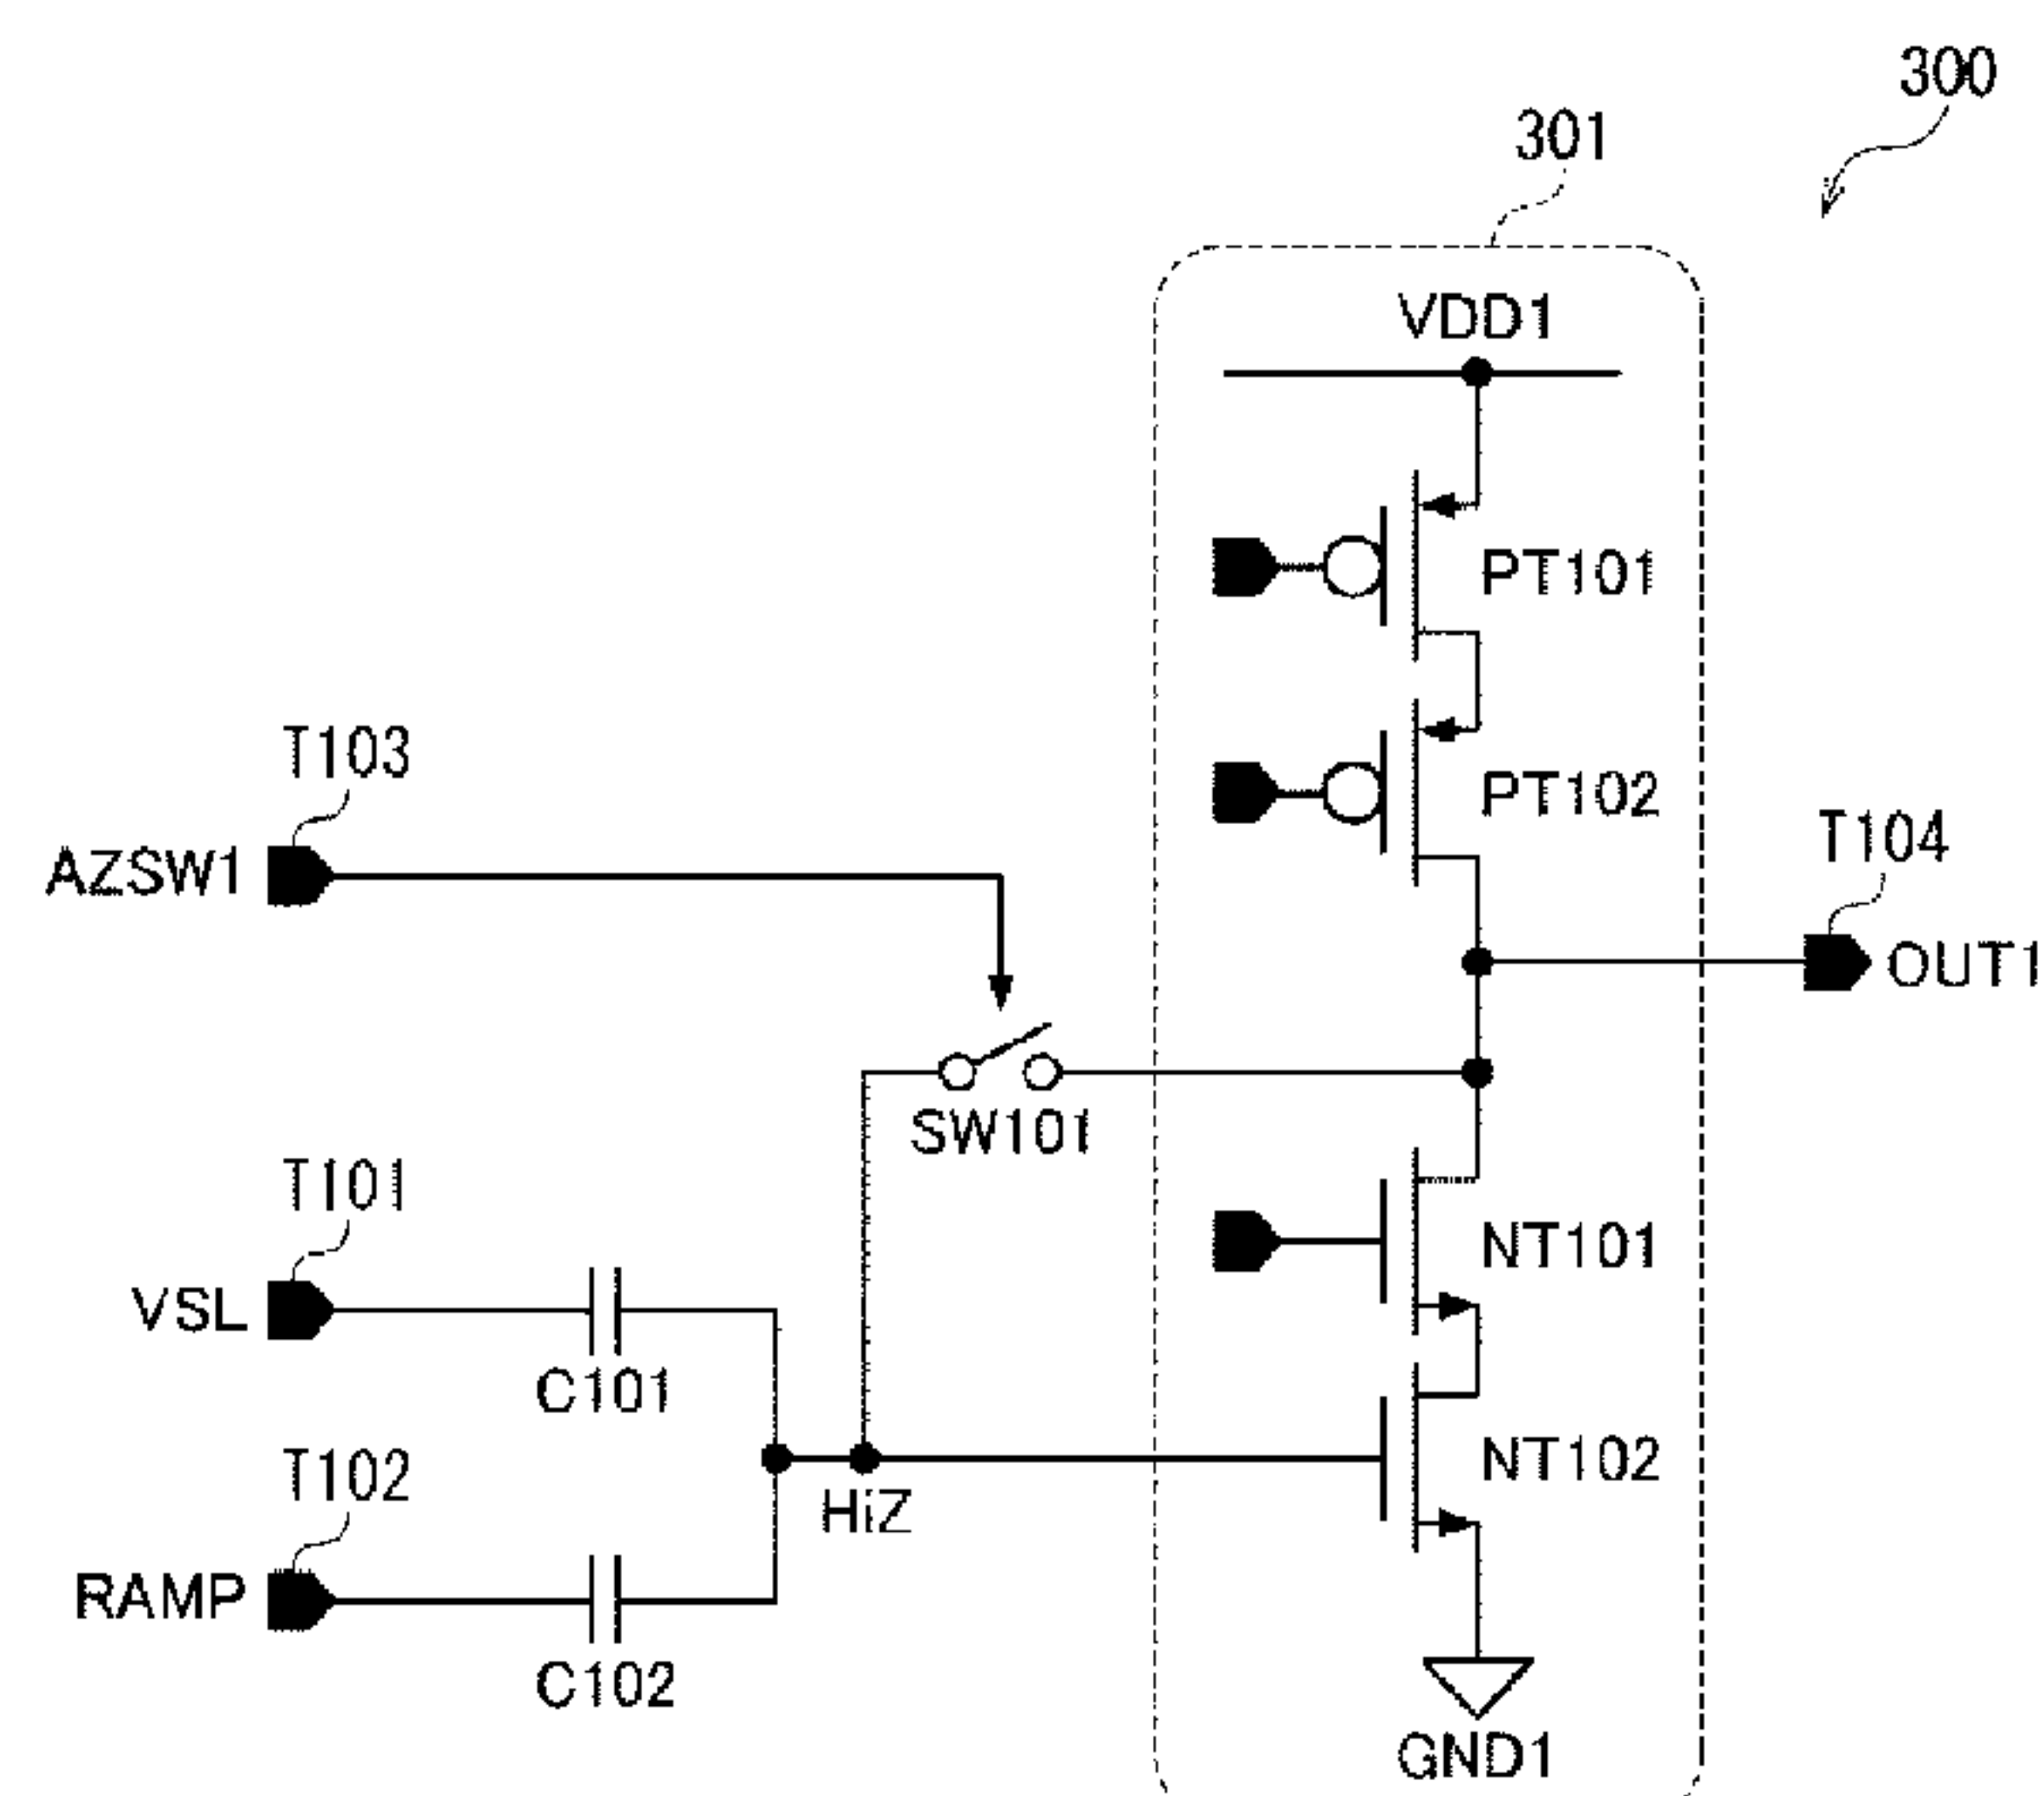 300
301
VDD1
PT101
T103
PT102
T104
AZSW1
OUT1
SW101
T101
NT101
VSL
C101
T102
NT102
HiZ
RAMP
C102
GND1